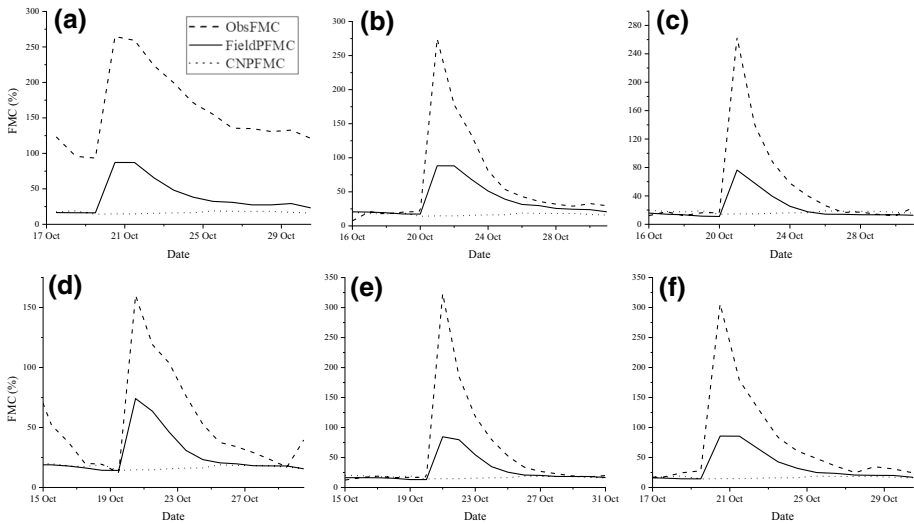 (a)
300
250
200
150
100
50
0
FMC (%)
17 Oct
21 Oct
25 Oct
29 Oct
Date
ObsFMC
FieldPFMC
CNPFMC
(b)
300
250
200
150
100
50
0
16 Oct
20 Oct
24 Oct
28 Oct
Date
(c)
280
240
200
160
120
80
40
0
16 Oct
20 Oct
24 Oct
28 Oct
Date
(d)
150
100
50
0
FMC (%)
15 Oct
19 Oct
23 Oct
27 Oct
Date
(e)
350
300
250
200
150
100
50
0
15 Oct
19 Oct
23 Oct
27 Oct
31 Oct
Date
(f)
350
300
250
200
150
100
50
0
17 Oct
21 Oct
25 Oct
29 Oct
Date